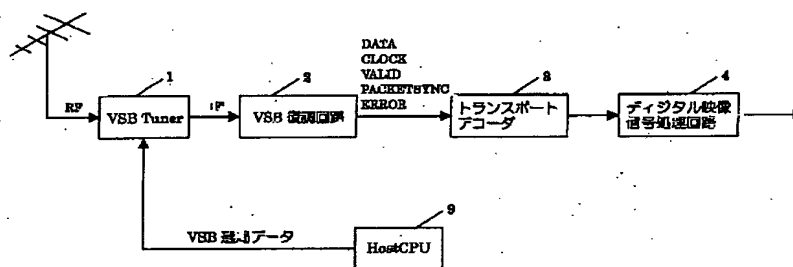 DATA
CLOCK
VALID
PACKETSYNC
ERROR
1
2
3
4
RF
VSB Tuner
IF
VSB 復調回路
トランスポート
デコーダ
ディジタル映像
信号処理回路
9
VSB データ
HostCPU